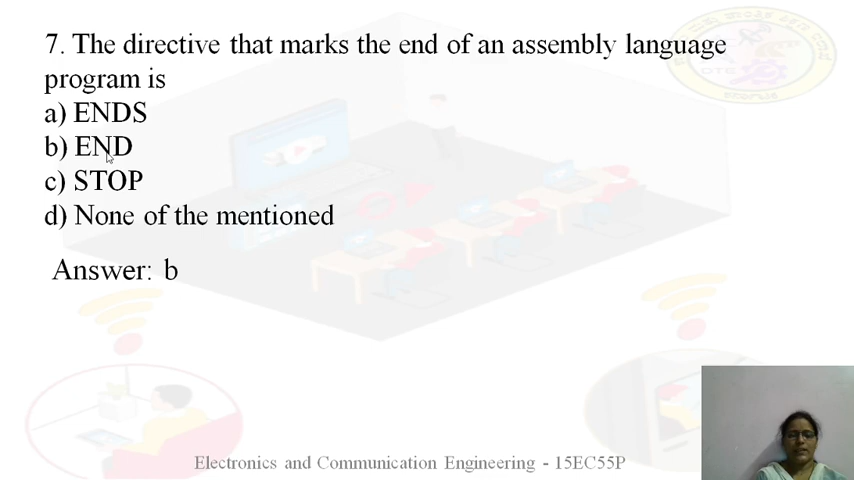 7. The directive that marks the end of an assembly language
program is
a) ENDS
b) END
c) STOP
d) None of the mentioned
Answer: b
DTE
Electronics and Communication Engineering - 15EC55P